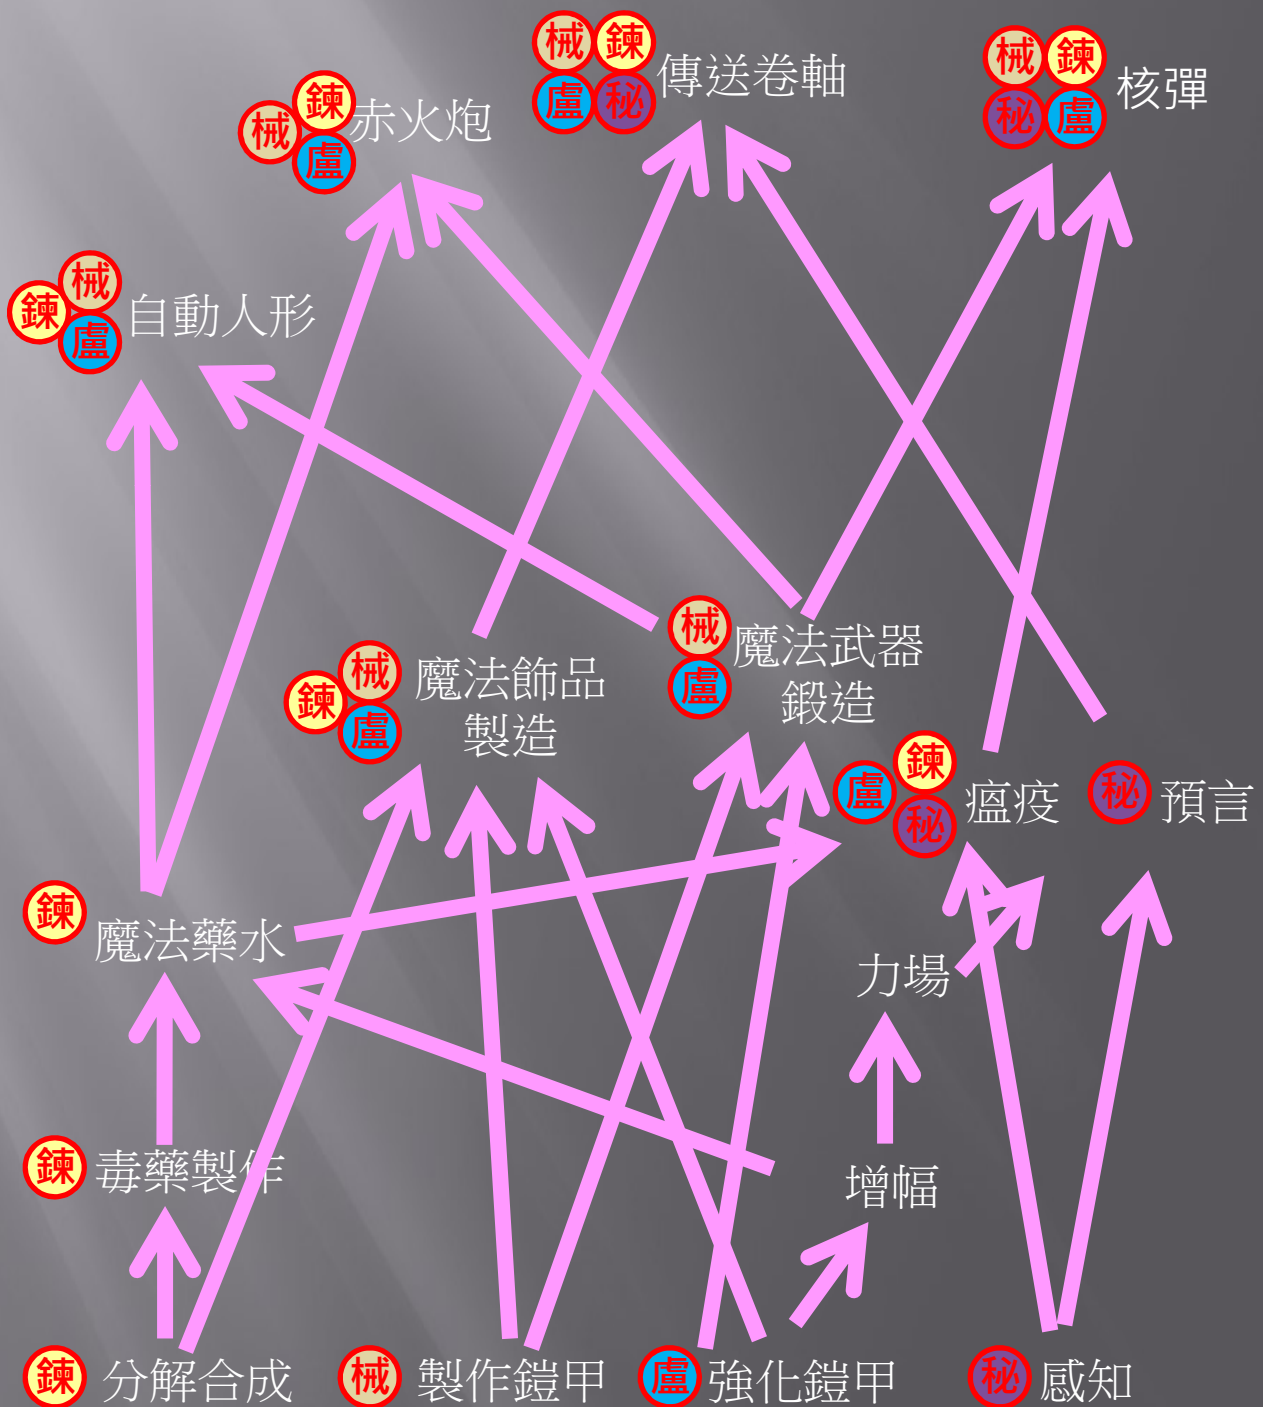 械 鍊
盧 秘
傳送卷軸
械 鍊
秘 盧
核彈
鍊
械
盧
赤火炮
械
鍊
盧
自動人形
械
盧
魔法武器
鍛造
械
鍊
盧
魔法飾品
製造
鍊
盧
秘
瘟疫
秘 預言
鍊 魔法藥水
力場
鍊 毒藥製作
增幅
鍊 分解合成
械 製作鎧甲
盧 強化鎧甲
秘 感知